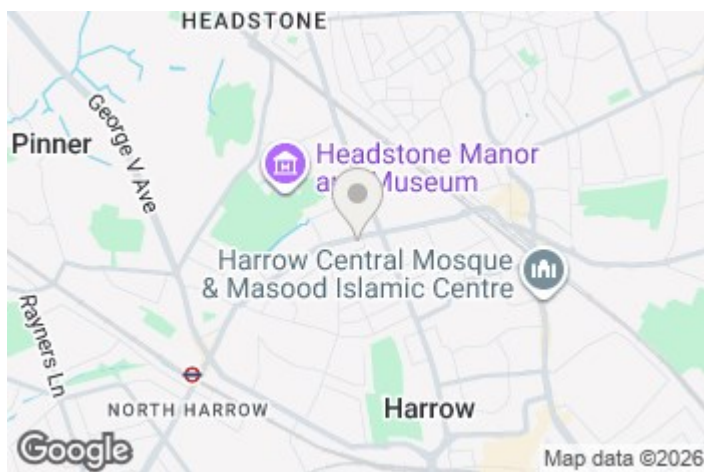 HEADSTONE
Pinner
George V Ave
Headstone Manor
and Museum
Harrow Central Mosque
& Masood Islamic Centre
Rayners Ln
NORTH HARROW
Harrow
Google
Map data ©2026